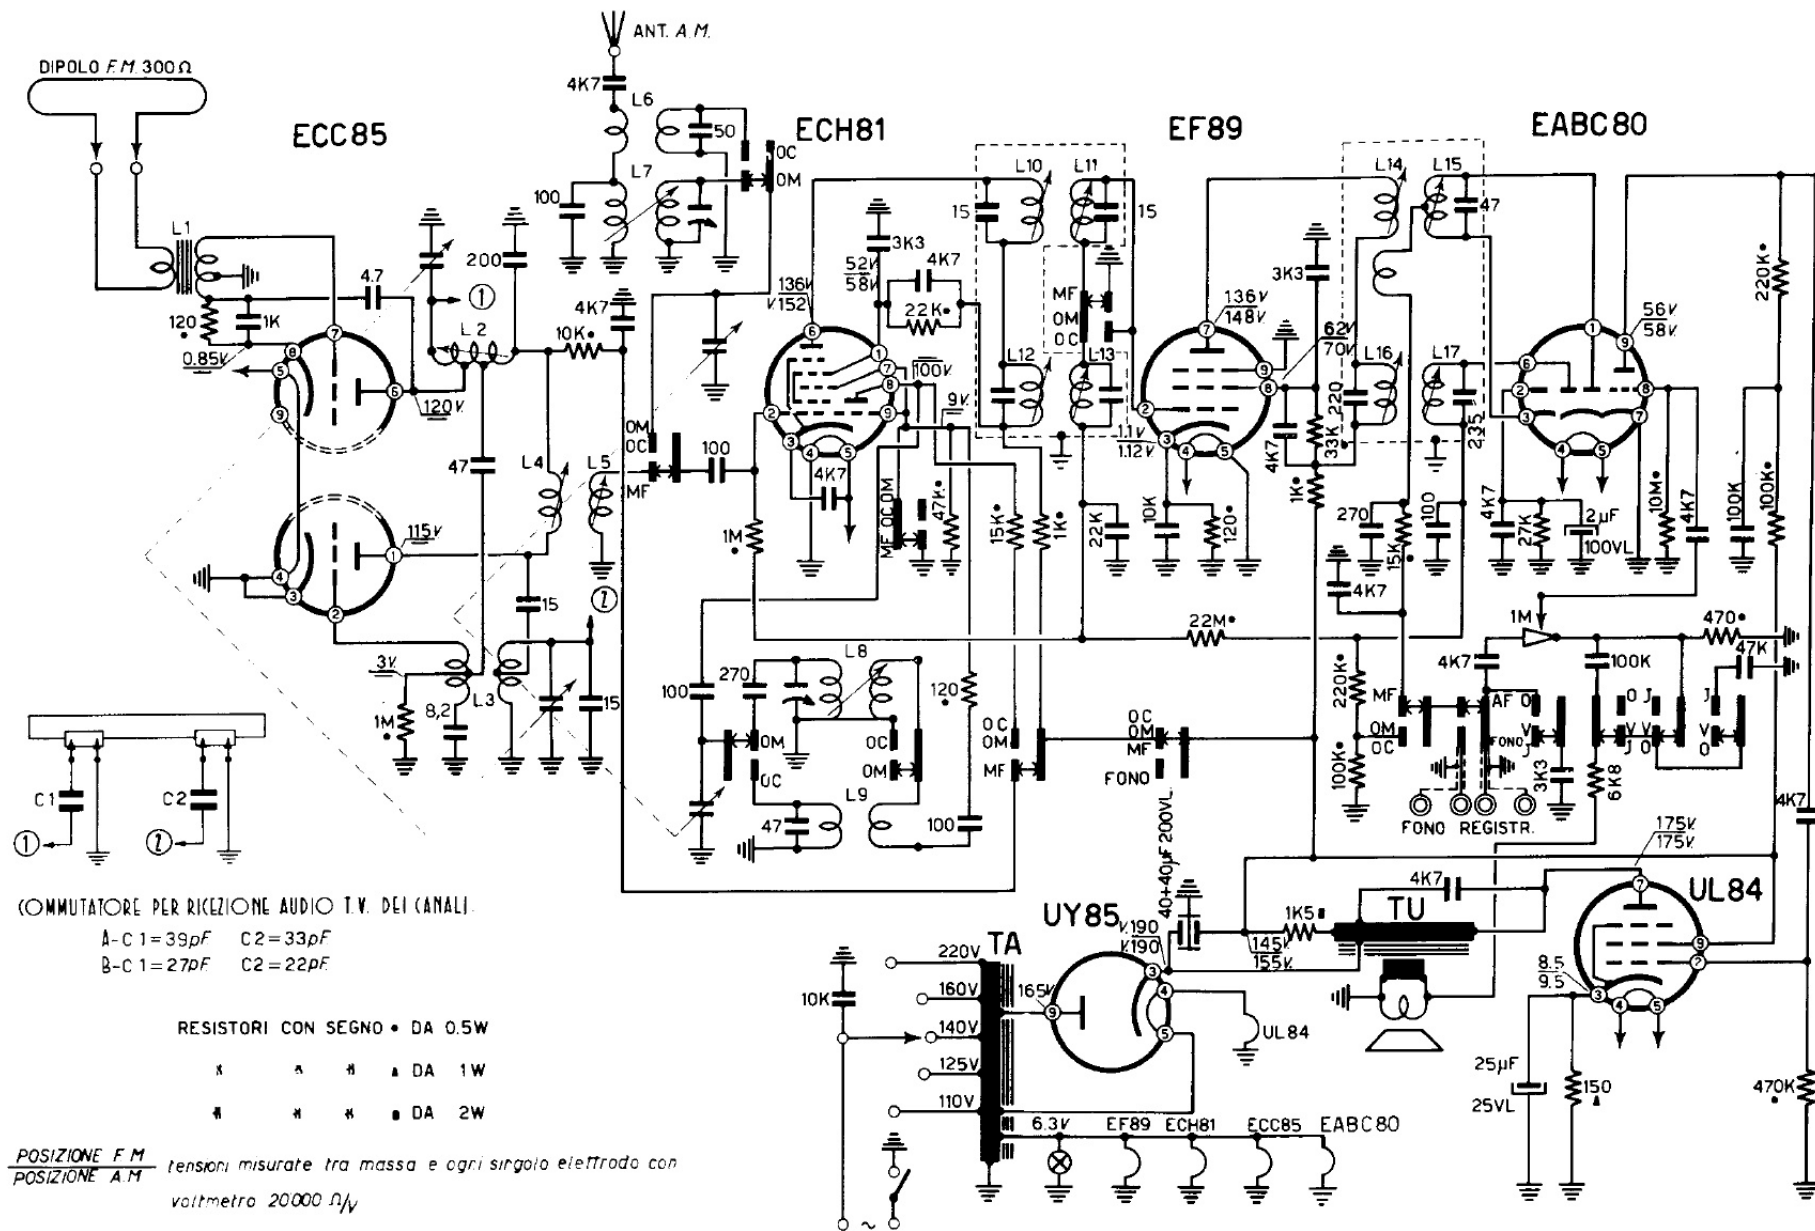 ANT. A.M.
DIPOLO F.M. 300Ω
4K7
L6
50
OC
OM
ECC85
ECH81
EF89
EABC80
L7
100
L1
4.7
1K
120•
0.85V
200
1
L2
4K7
10K•
120V
47
L4
L5
115V
15
2
3V
1M•
8,2
L3
15
136V
V.152
52V
58V
3K3
4K7
22K•
100V
9V
OM
OC
MF
100
4K7
1M•
MF OC OM
47K•
15K•
1K•
L10
L11
15
15
MF
OM
OC
L12
L13
22K
10K
120•
1.1V
1.12V
136V
148V
62V
70V
3K3
4K7
33K•
220
1K•
L14
L15
47
L16
L17
235
270
15K•
100
4K7
56V
58V
220K•
4K7
27K
2µF
100VL
10M•
4K7
100K
100K•
22M•
220K•
100K•
MF
OM
OC
1M
470•
47K
4K7
100K
AF O
FONO
V
J
O J
V V
J O
J
V
O
3K3
6K8
FONO REGISTR.
4K7
100
270
L8
OM
OC
OC
OM
L9
47
100
120•
OC
OM
MF
OC
OM
MF
FONO
C1
C2
1
2
COMMUTATORE PER RICEZIONE AUDIO T.V. DEI CANALI
A-C1=39pF C2=33pF
B-C1=27pF C2=22pF
RESISTORI CON SEGNO • DA 0.5W
" " " ▲ DA 1W
" " " ■ DA 2W
POSIZIONE F.M
POSIZIONE A.M
tensioni misurate tra massa e ogni singolo elettrodo con
voltmetro 20000 Ω/V
10K
220V
160V
140V
125V
110V
TA
UY85
165V
V.190
V.190
40+40µF 200VL
145V
155V
1K5■
TU
4K7
175V
175V
UL84
UL84
8.5
9.5
25µF
25VL
150▲
470K•
6.3V
EF89
ECH81
ECC85
EABC80
~